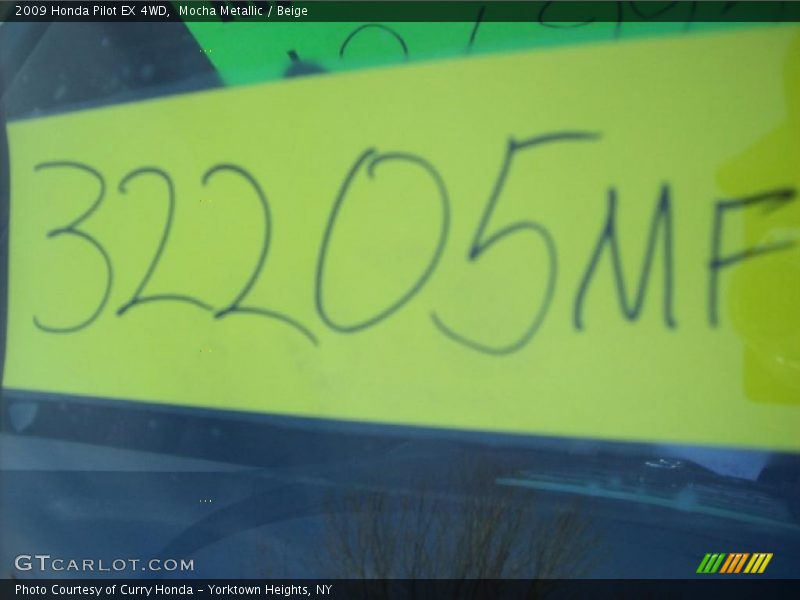 2009 Honda Pilot EX 4WD, Mocha Metallic / Beige
32205MF
GTCARLOT.COM
Photo Courtesy of Curry Honda - Yorktown Heights, NY